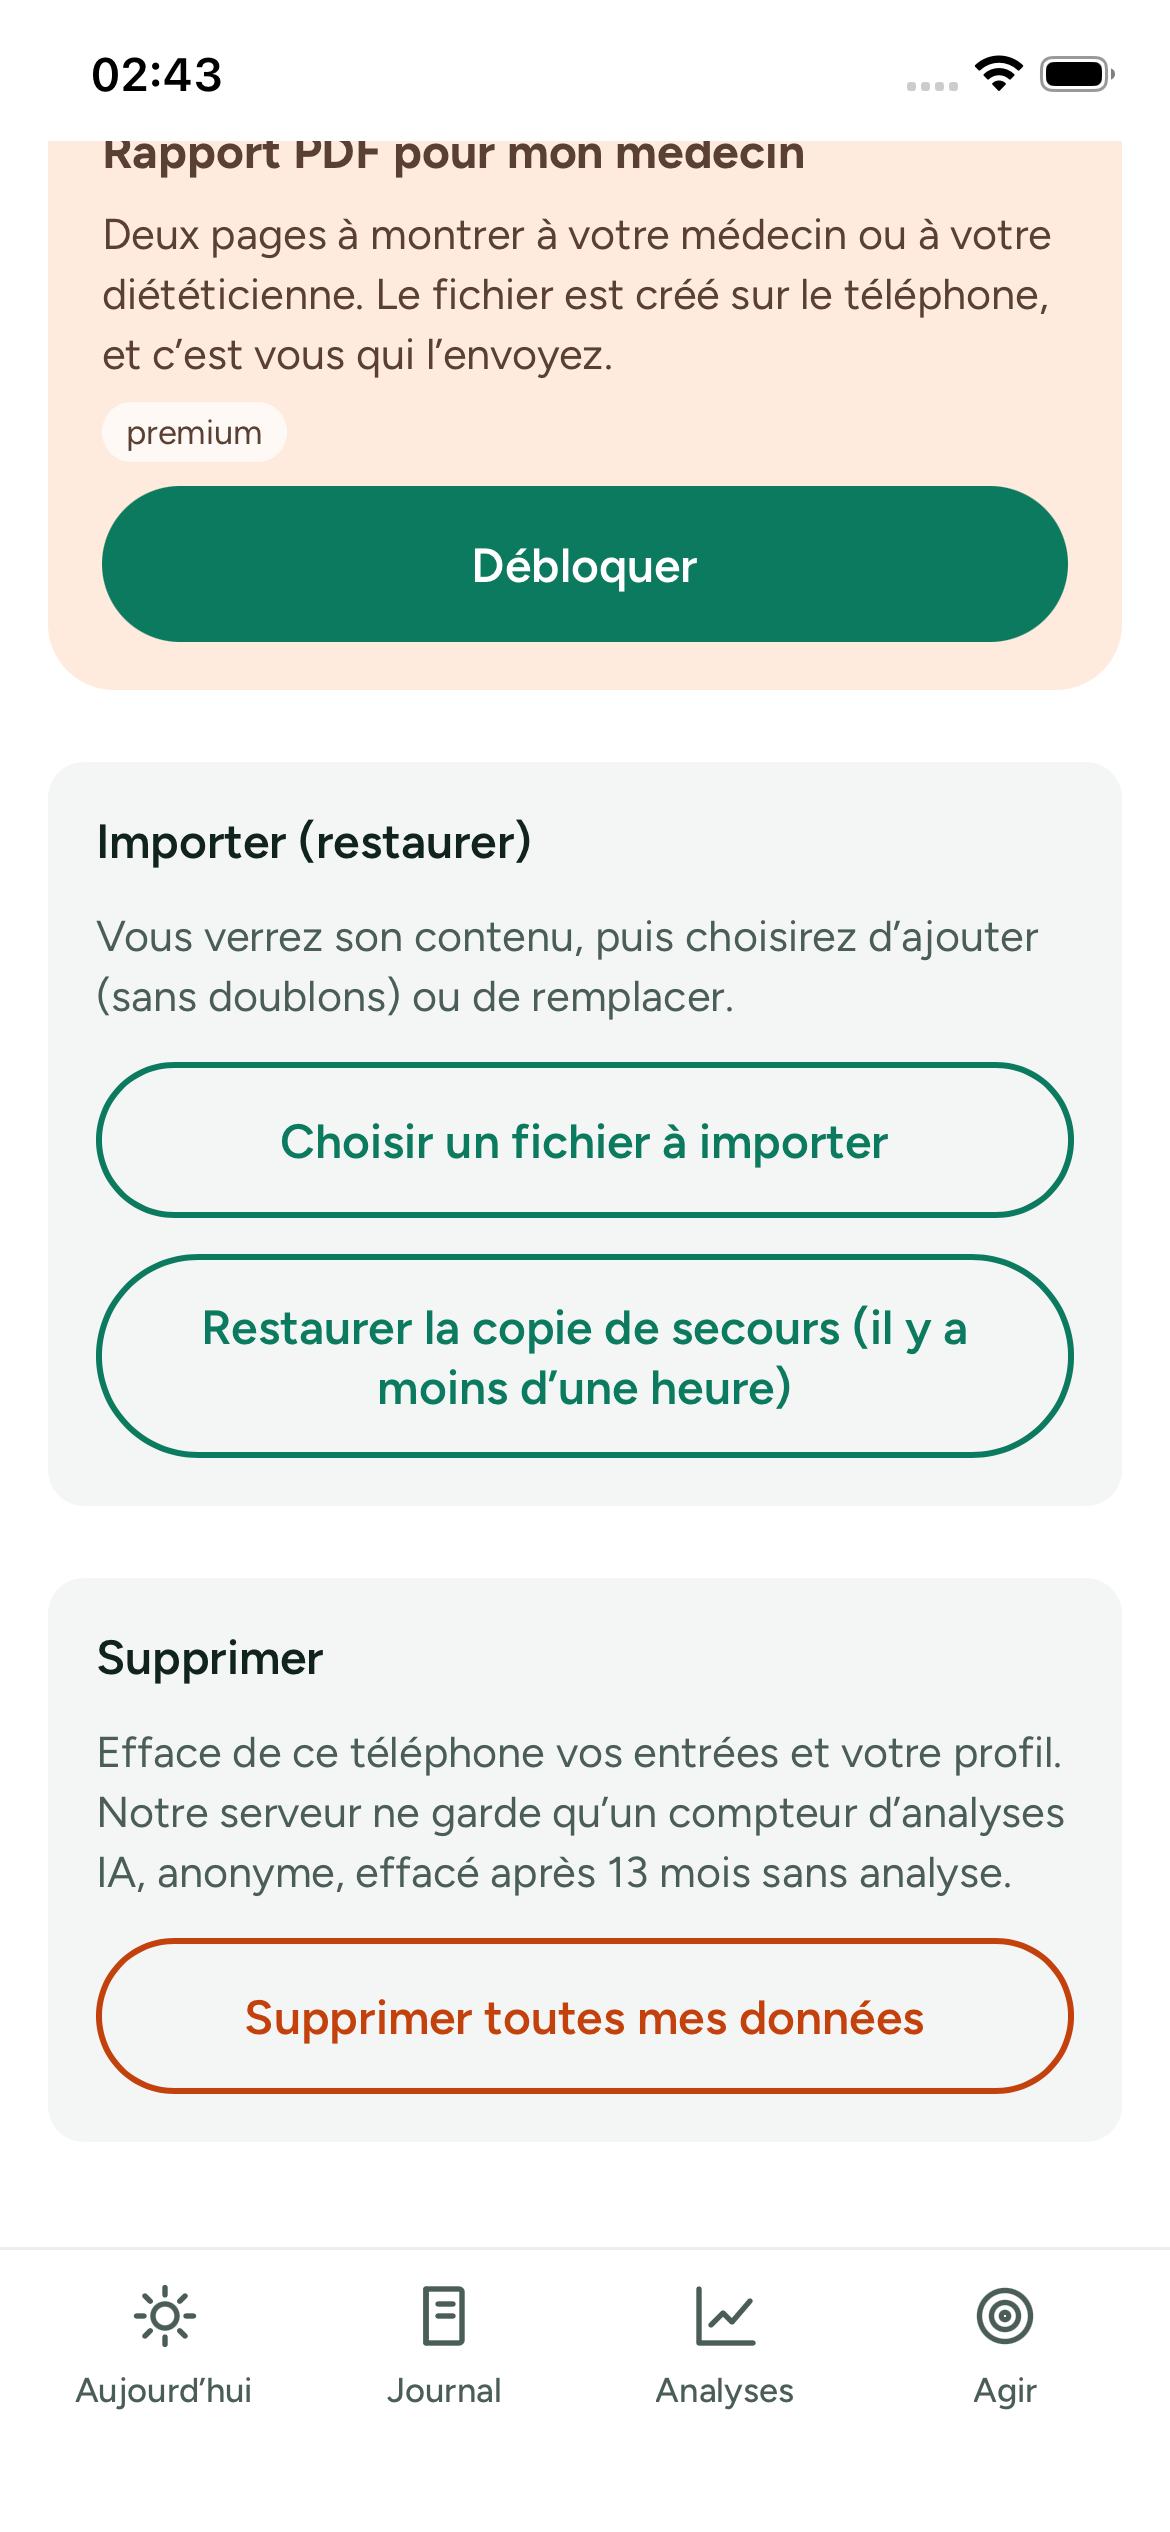 02:43
Rapport PDF pour mon médecin
Deux pages à montrer à votre médecin ou à votre
diététicienne. Le fichier est créé sur le téléphone,
et c’est vous qui l’envoyez.
premium
Débloquer
Importer (restaurer)
Vous verrez son contenu, puis choisirez d’ajouter
(sans doublons) ou de remplacer.
Choisir un fichier à importer
Restaurer la copie de secours (il y a
moins d’une heure)
Supprimer
Efface de ce téléphone vos entrées et votre profil.
Notre serveur ne garde qu’un compteur d’analyses
IA, anonyme, effacé après 13 mois sans analyse.
Supprimer toutes mes données
Aujourd’hui
Journal
Analyses
Agir